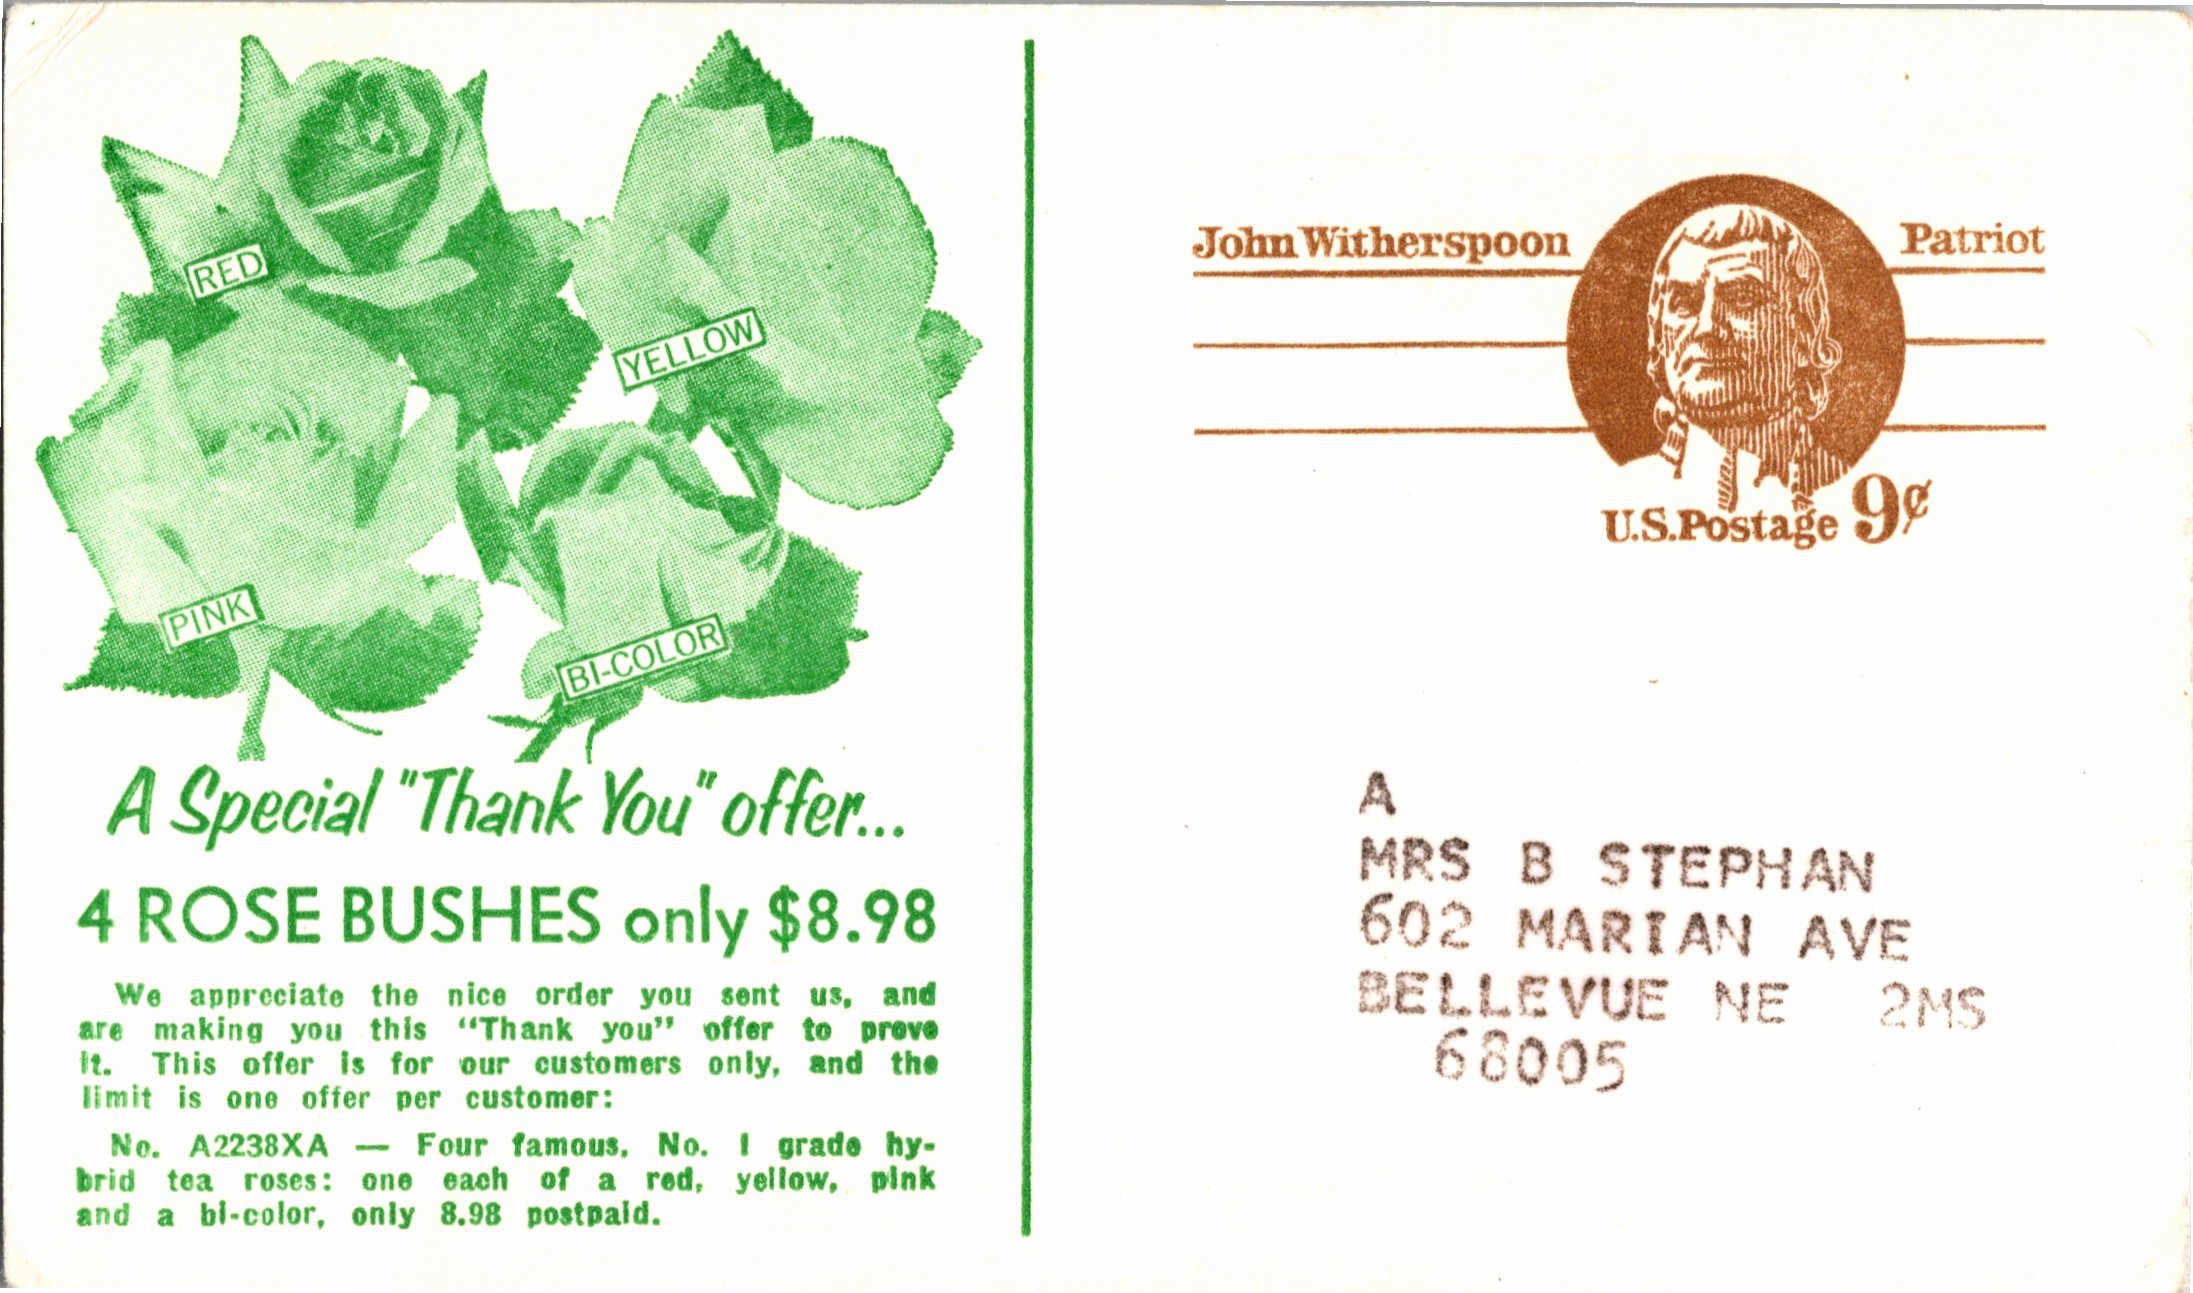 RED
YELLOW
PINK
BI-COLOR
A Special "Thank You" offer...
4 ROSE BUSHES only $8.98
We appreciate the nice order you sent us, and
are making you this “Thank you” offer to prove
it. This offer is for our customers only, and the
limit is one offer per customer:
No. A2238XA — Four famous, No. 1 grade hy-
brid tea roses: one each of a red, yellow, pink
and a bi-color, only 8.98 postpaid.
John Witherspoon Patriot
U.S. Postage 9¢
A
MRS B STEPHAN
602 MARIAN AVE
BELLEVUE NE 2MS
68005